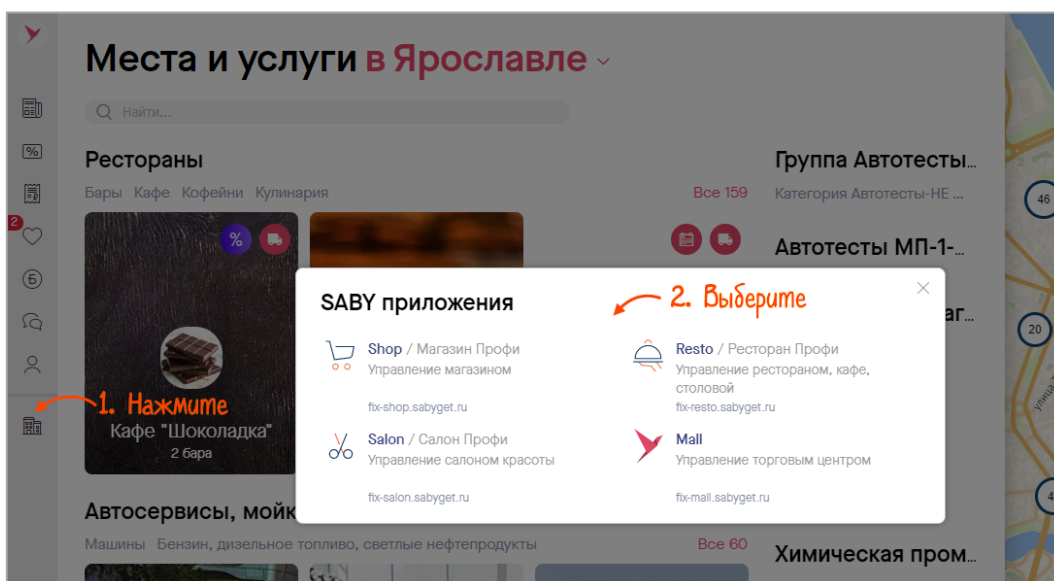 Места и услуги в Ярославле
Найти...
Рестораны
Бары Кафе Кофейни Кулинария
Все 159
Группа Автотесты...
Категория Автотесты-НЕ ...
46
%
%
2
Автотесты МП-1-...
SABY приложения
2. Выберите
аг...
20
Shop / Магазин Профи
Управление магазином
fix-shop.sabyget.ru
Resto / Ресторан Профи
Управление рестораном, кафе,
столовой
fix-resto.sabyget.ru
1. Нажмите
Кафе "Шоколадка"
2 бара
Salon / Салон Профи
Управление салоном красоты
fix-salon.sabyget.ru
Mall
Управление торговым центром
fix-mall.sabyget.ru
улица
4
Автосервисы, мойк
Машины Бензин, дизельное топливо, светлые нефтепродукты
Все 60
Химическая пром...